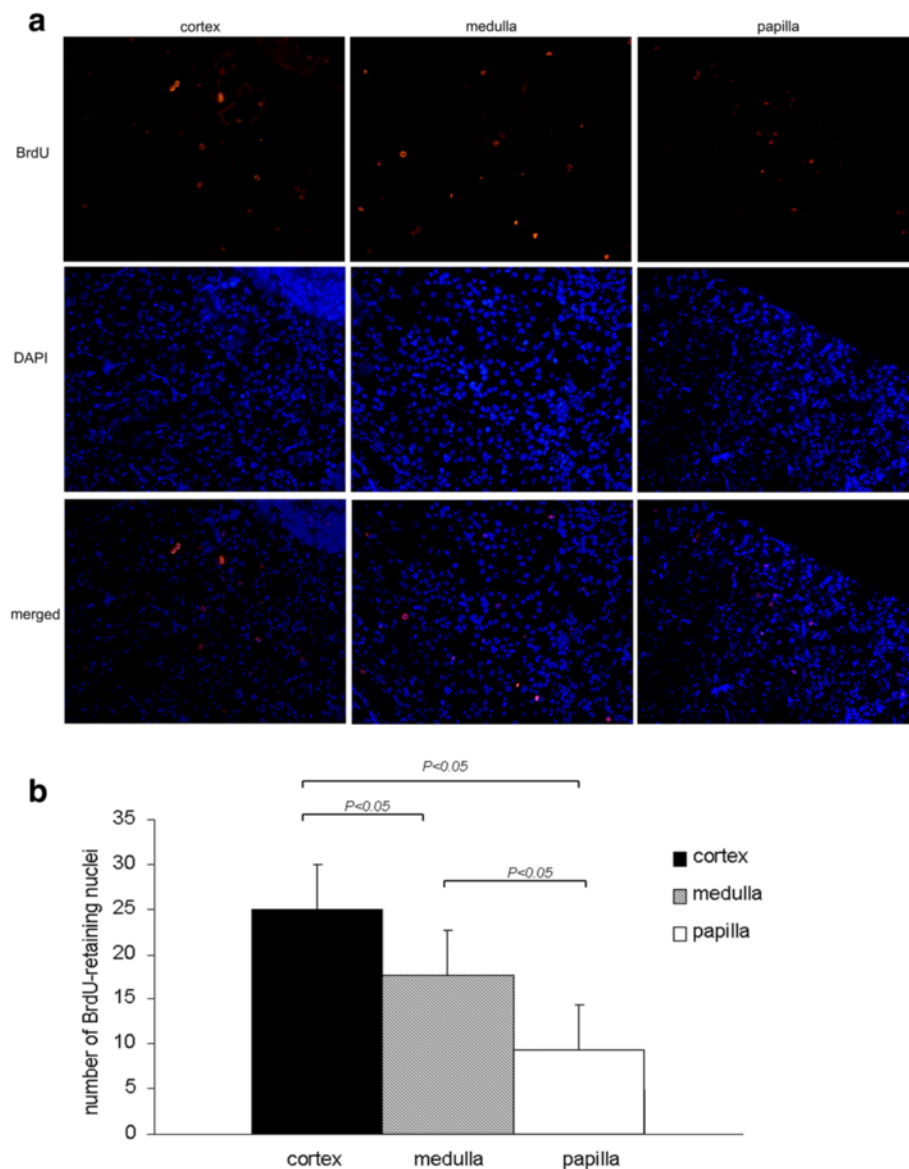 a
cortex medulla papilla
BrdU
DAPI
merged
b
P<0.05
P<0.05
P<0.05
number of BrdU-retaining nuclei
35
30
25
20
15
10
5
0
cortex
medulla
papilla
cortex medulla papilla